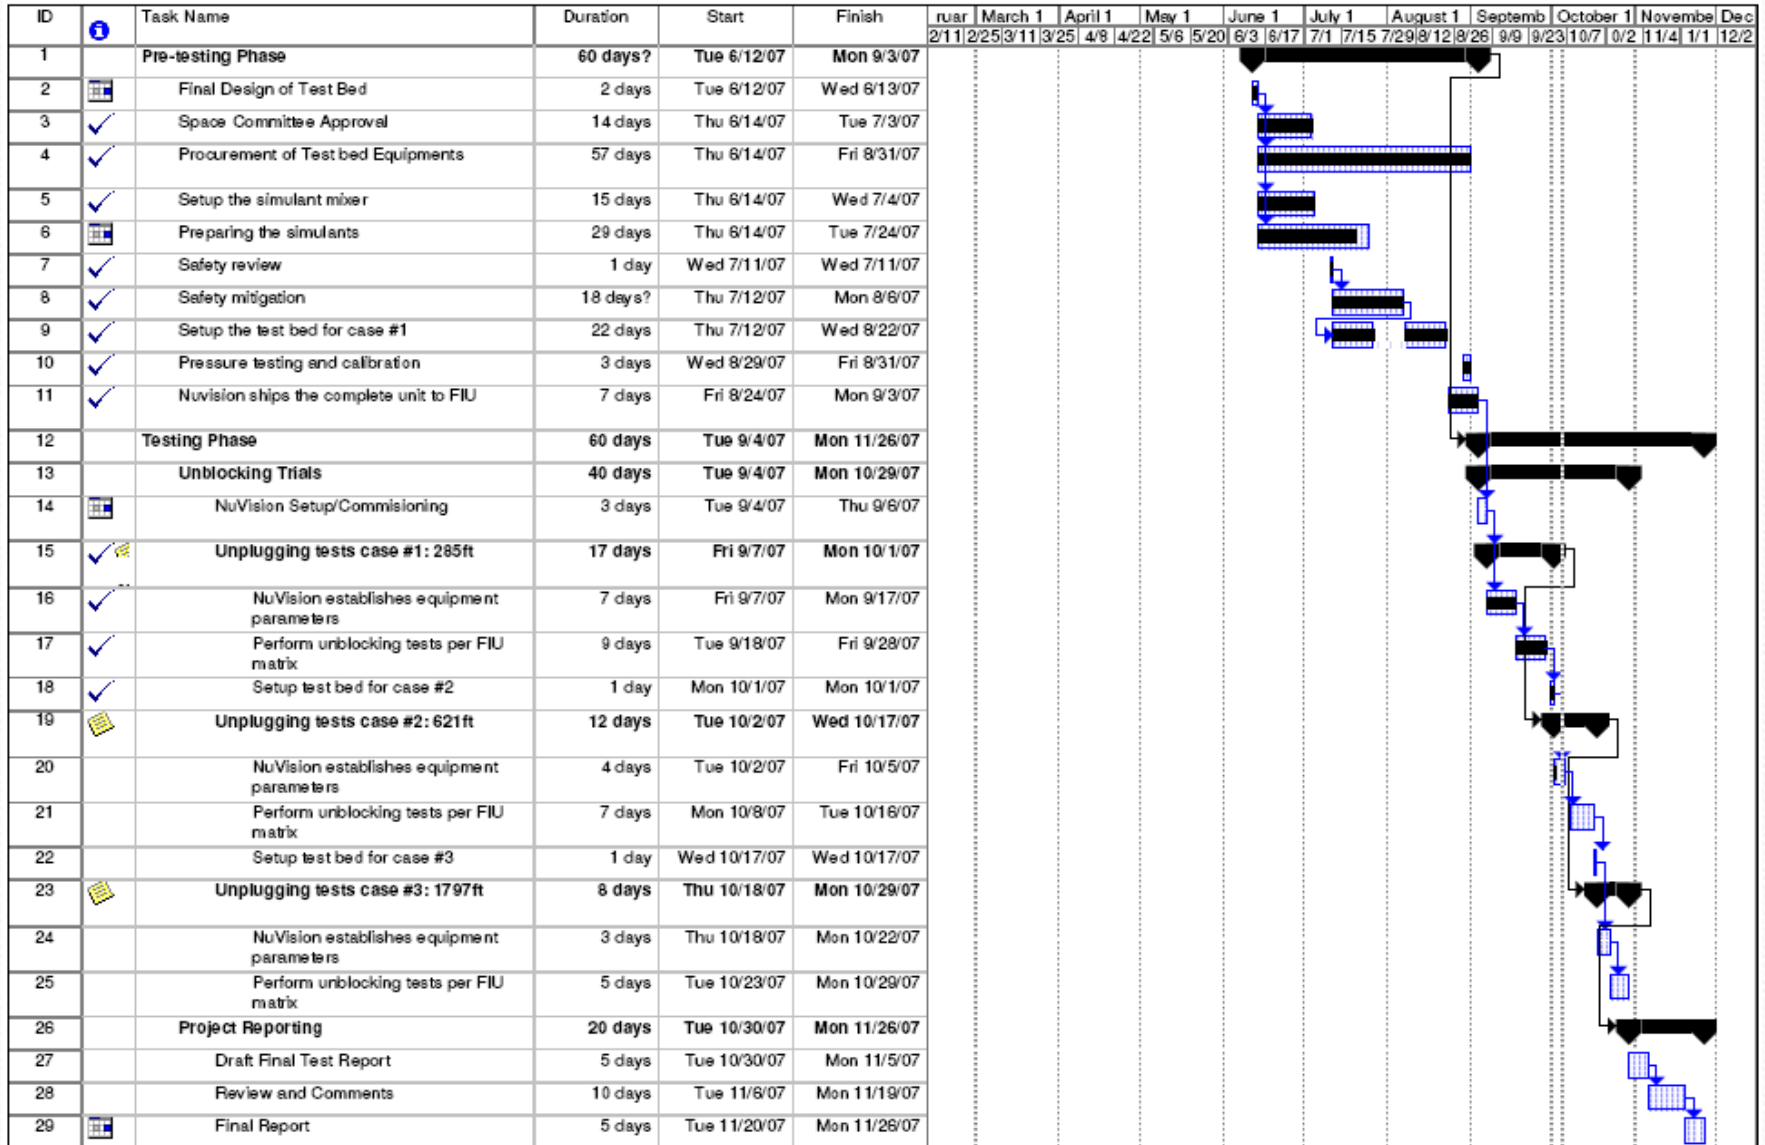 ID Task Name Duration Start Finish ruar March 1 April 1 May 1 June 1 July 1 August 1 Septemb October 1 Novembe Dec
2/11 2/25 3/11 3/25 4/8 4/22 5/6 5/20 6/3 6/17 7/1 7/15 7/29 8/12 8/26 9/9 9/23 10/7 0/2 11/4 1/1 12/2
1 Pre-testing Phase 60 days? Tue 6/12/07 Mon 9/3/07
2 Final Design of Test Bed 2 days Tue 6/12/07 Wed 6/13/07
3 Space Committee Approval 14 days Thu 6/14/07 Tue 7/3/07
4 Procurement of Test bed Equipments 57 days Thu 6/14/07 Fri 8/31/07
5 Setup the simulant mixer 15 days Thu 6/14/07 Wed 7/4/07
6 Preparing the simulants 29 days Thu 6/14/07 Tue 7/24/07
7 Safety review 1 day Wed 7/11/07 Wed 7/11/07
8 Safety mitigation 18 days? Thu 7/12/07 Mon 8/6/07
9 Setup the test bed for case #1 22 days Thu 7/12/07 Wed 8/22/07
10 Pressure testing and calibration 3 days Wed 8/29/07 Fri 8/31/07
11 Nuvision ships the complete unit to FIU 7 days Fri 8/24/07 Mon 9/3/07
12 Testing Phase 60 days Tue 9/4/07 Mon 11/26/07
13 Unblocking Trials 40 days Tue 9/4/07 Mon 10/29/07
14 NuVision Setup/Commisioning 3 days Tue 9/4/07 Thu 9/6/07
15 Unplugging tests case #1: 285ft 17 days Fri 9/7/07 Mon 10/1/07
16 NuVision establishes equipment 7 days Fri 9/7/07 Mon 9/17/07
parameters
17 Perform unblocking tests per FIU 9 days Tue 9/18/07 Fri 9/28/07
matrix
18 Setup test bed for case #2 1 day Mon 10/1/07 Mon 10/1/07
19 Unplugging tests case #2: 621ft 12 days Tue 10/2/07 Wed 10/17/07
20 NuVision establishes equipment 4 days Tue 10/2/07 Fri 10/5/07
parameters
21 Perform unblocking tests per FIU 7 days Mon 10/8/07 Tue 10/16/07
matrix
22 Setup test bed for case #3 1 day Wed 10/17/07 Wed 10/17/07
23 Unplugging tests case #3: 1797ft 8 days Thu 10/18/07 Mon 10/29/07
24 NuVision establishes equipment 3 days Thu 10/18/07 Mon 10/22/07
parameters
25 Perform unblocking tests per FIU 5 days Tue 10/23/07 Mon 10/29/07
matrix
26 Project Reporting 20 days Tue 10/30/07 Mon 11/26/07
27 Draft Final Test Report 5 days Tue 10/30/07 Mon 11/5/07
28 Review and Comments 10 days Tue 11/6/07 Mon 11/19/07
29 Final Report 5 days Tue 11/20/07 Mon 11/26/07